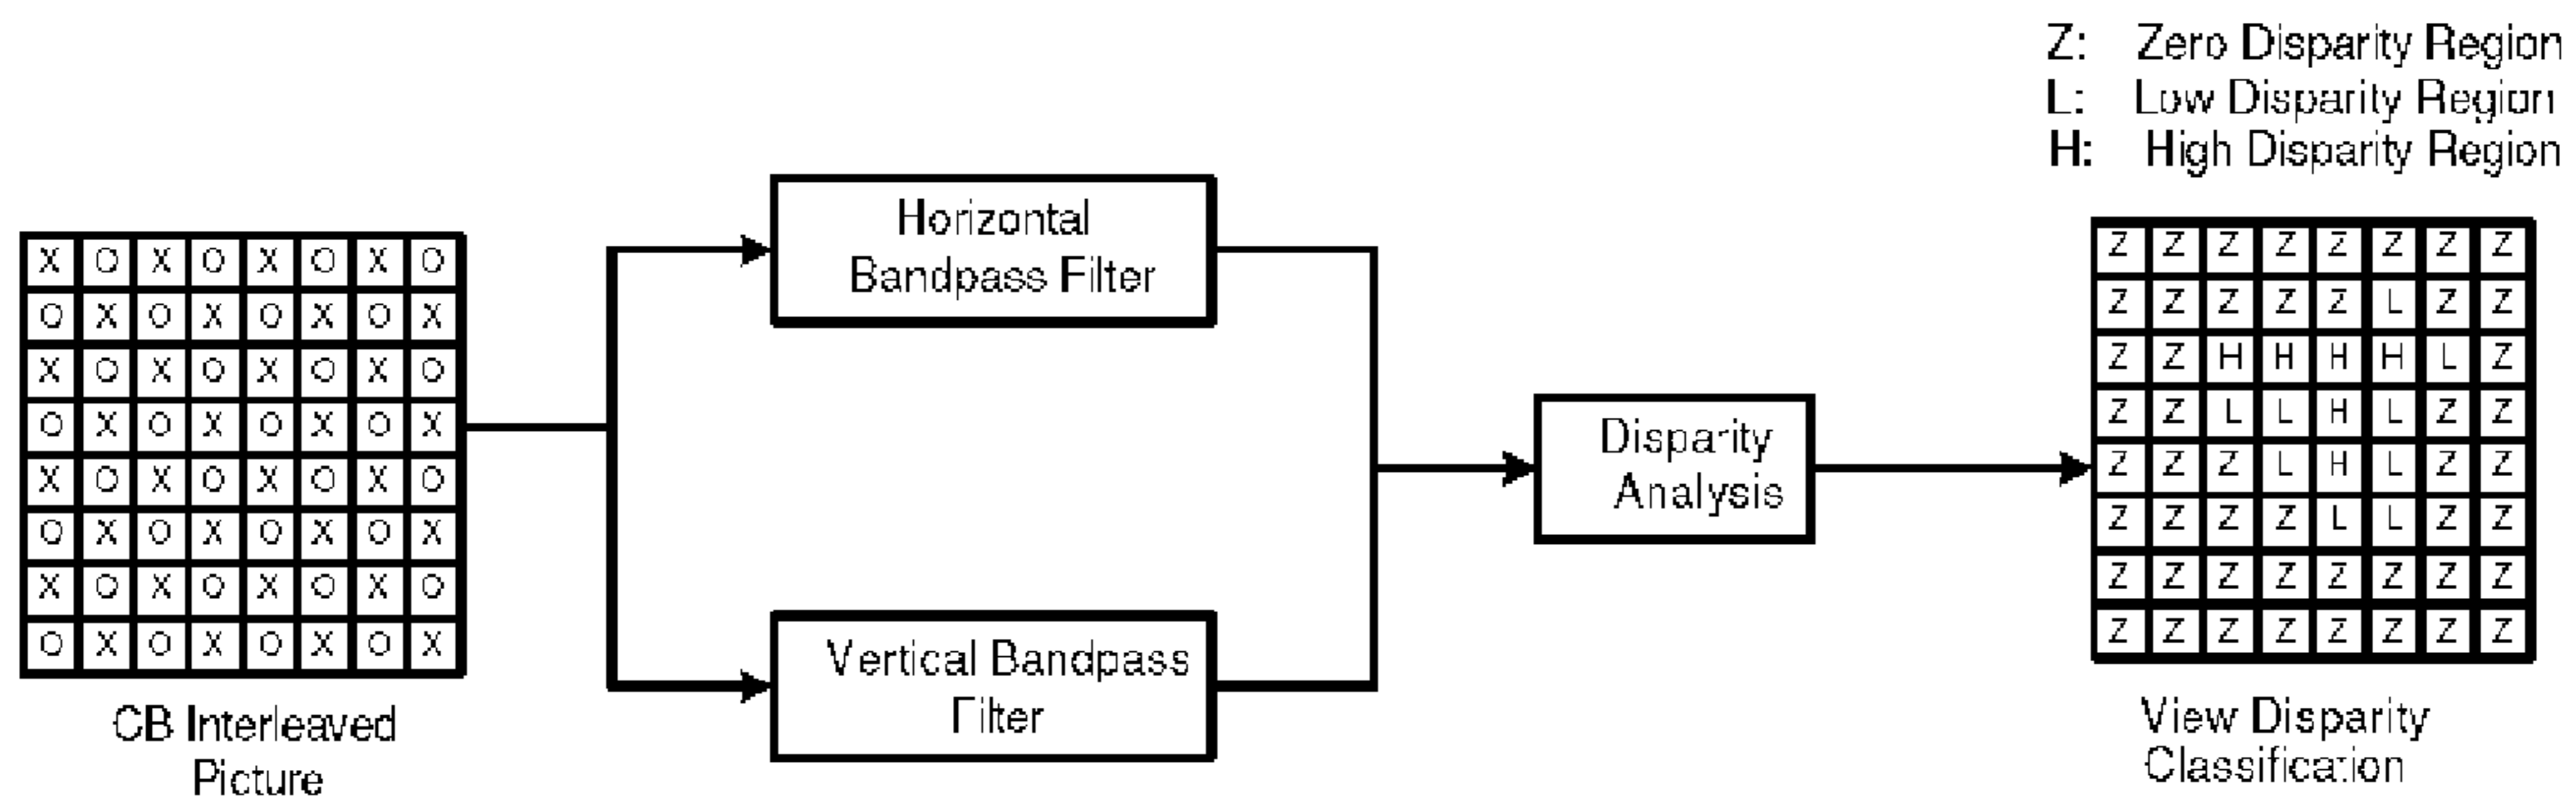 Z: Zero Disparity Region
L: Low Disparity Region
H: High Disparity Region
Horizontal
Bandpass Filter
X O X O X O X O
O X O X O X O X
X O X O X O X O
O X O X O X O X
X O X O X O X O
O X O X O X O X
X O X O X O X O
O X O X O X O X
CB Interleaved
Picture
Vertical Bandpass
Filter
Disparity
Analysis
Z Z Z Z Z Z Z Z
Z Z Z Z Z L Z Z
Z Z H H H H L Z
Z Z L L H L Z Z
Z Z Z L H L Z Z
Z Z Z Z L L Z Z
Z Z Z Z Z Z Z Z
Z Z Z Z Z Z Z Z
View Disparity
Classification